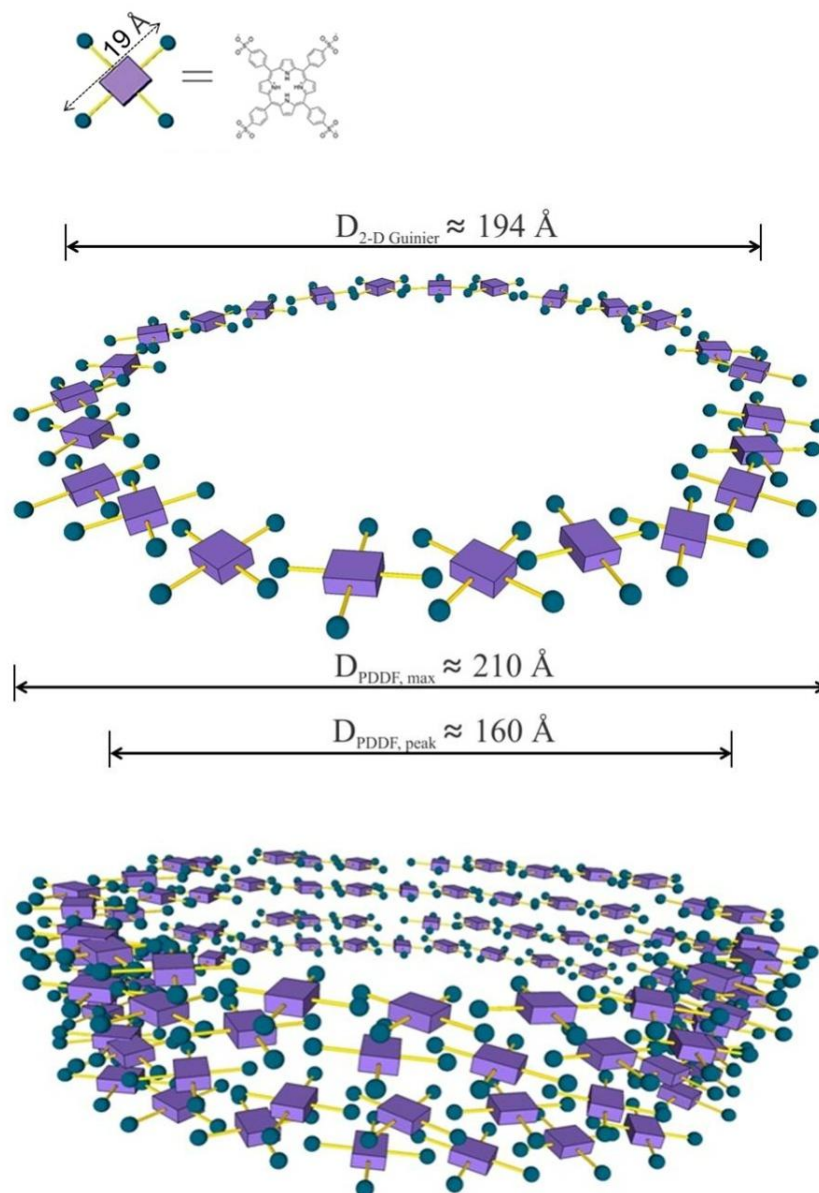 19 Å
D2-D Guinier ≈ 194 Å
DPDDF, max ≈ 210 Å
DPDDF, peak ≈ 160 Å